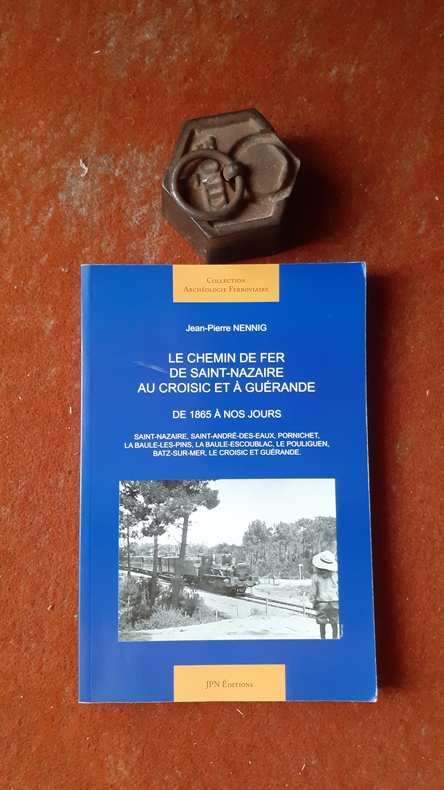 COLLECTION
ARCHÉOLOGIE FERROVIAIRE
Jean-Pierre NENNIG
LE CHEMIN DE FER
DE SAINT-NAZAIRE
AU CROISIC ET À GUÉRANDE
DE 1865 À NOS JOURS
SAINT-NAZAIRE, SAINT-ANDRÉ-DES-EAUX, PORNICHET,
LA BAULE-LES-PINS, LA BAULE-ESCOUBLAC, LE POULIGUEN,
BATZ-SUR-MER, LE CROISIC ET GUÉRANDE.
JPN ÉDITIONS